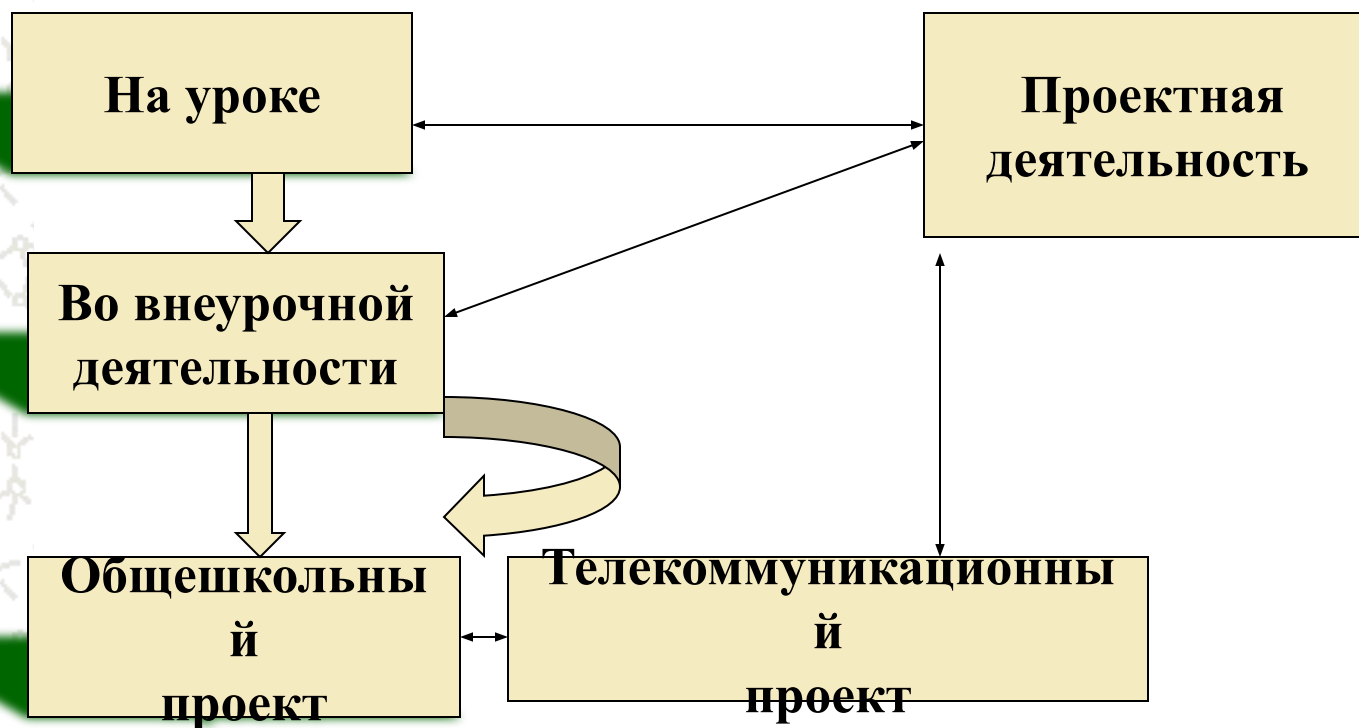 На уроке
Проектная
деятельность
Во внеурочной
деятельности
Общешкольны
й
проект
Телекоммуникационны
й
проект